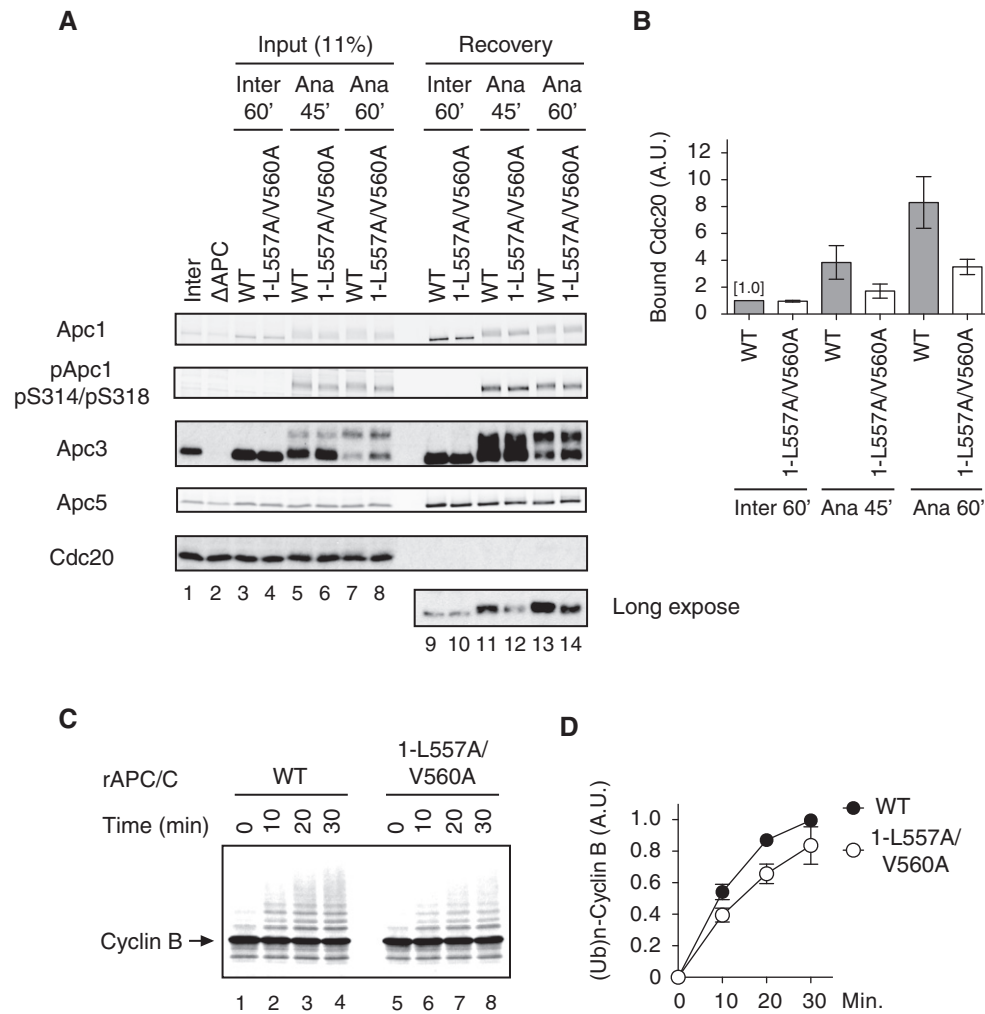 A
Input (11%)
Recovery
Inter 60’
Ana 45’
Ana 60’
Inter 60’
Ana 45’
Ana 60’
Inter
ΔAPC
WT
1-L557A/V560A
WT
1-L557A/V560A
WT
1-L557A/V560A
WT
1-L557A/V560A
WT
1-L557A/V560A
WT
1-L557A/V560A
Apc1
pApc1
pS314/pS318
Apc3
Apc5
Cdc20
1 2 3 4 5 6 7 8
Long expose
9 10 11 12 13 14
B
Bound Cdc20 (A.U.)
12
10
8
6
4
2
0
[1.0]
WT
1-L557A/V560A
WT
1-L557A/V560A
WT
1-L557A/V560A
Inter 60’ Ana 45’ Ana 60’
C
rAPC/C
WT
1-L557A/
V560A
Time (min)
0 10 20 30 0 10 20 30
Cyclin B
1 2 3 4 5 6 7 8
D
(Ub)n-Cyclin B (A.U.)
1.0
0.8
0.6
0.4
0.2
0
0 10 20 30 Min.
WT
1-L557A/
V560A